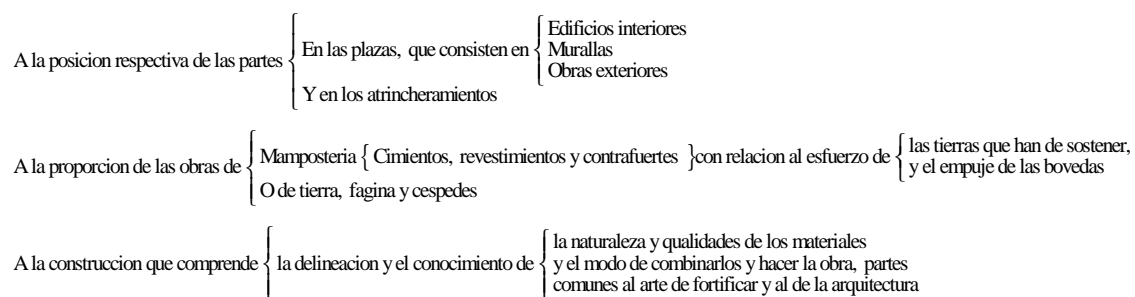 A la posicion respectiva de las partes
En las plazas, que consisten en
Edificios interiores
Murallas
Obras exteriores
Y en los atrincheramientos
A la proporcion de las obras de
Mamposteria { Cimientos, revestimientos y contrafuertes } con relacion al esfuerzo de
las tierras que han de sostener,
y el empuje de las bovedas
O de tierra, fagina y cespedes
A la construccion que comprende
la delineacion y el conocimiento de
la naturaleza y qualidades de los materiales
y el modo de combinarlos y hacer la obra, partes
comunes al arte de fortificar y al de la arquitectura